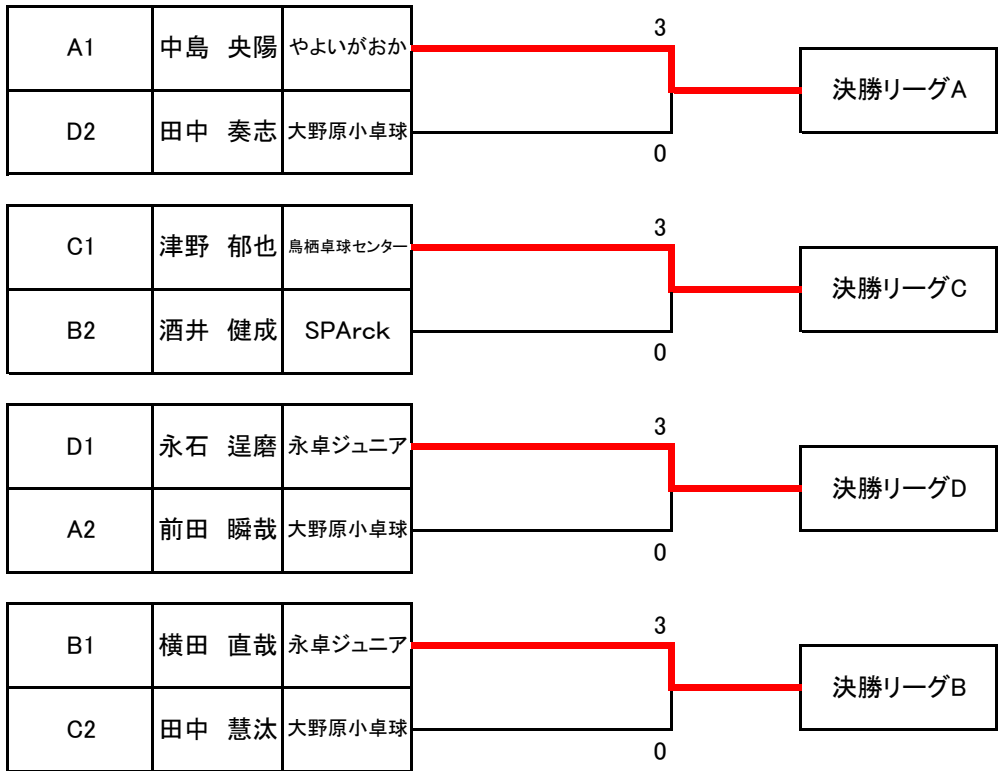 3
A1 中島 央陽 やよいがおか
決勝リーグA
D2 田中 奏志 大野原小卓球
0
3
C1 津野 郁也 鳥栖卓球センター
決勝リーグC
B2 酒井 健成 SPArck
0
3
D1 永石 逞磨 永卓ジュニア
決勝リーグD
A2 前田 瞬哉 大野原小卓球
0
3
B1 横田 直哉 永卓ジュニア
決勝リーグB
C2 田中 慧汰 大野原小卓球
0